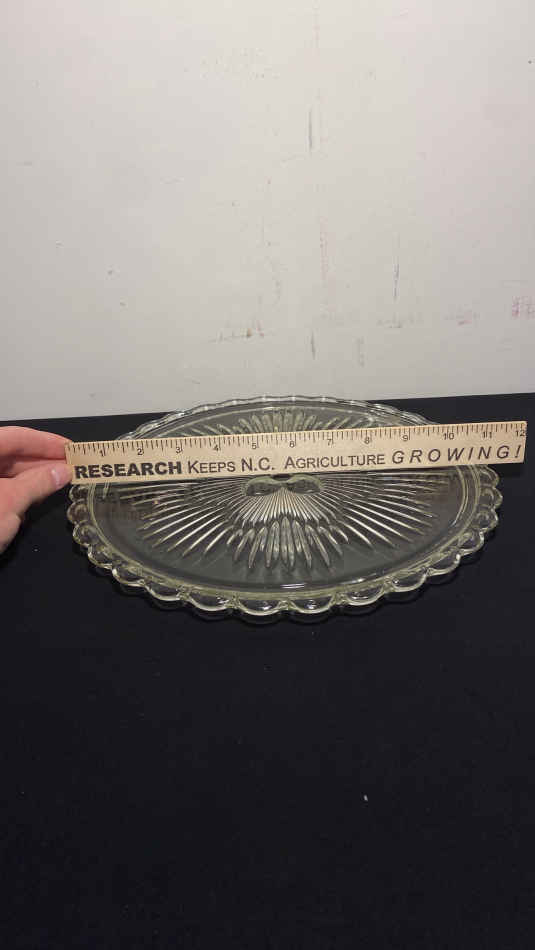 1 2 3 4 5 6 7 8 9 10 11 12
RESEARCH KEEPS N.C. AGRICULTURE GROWING!